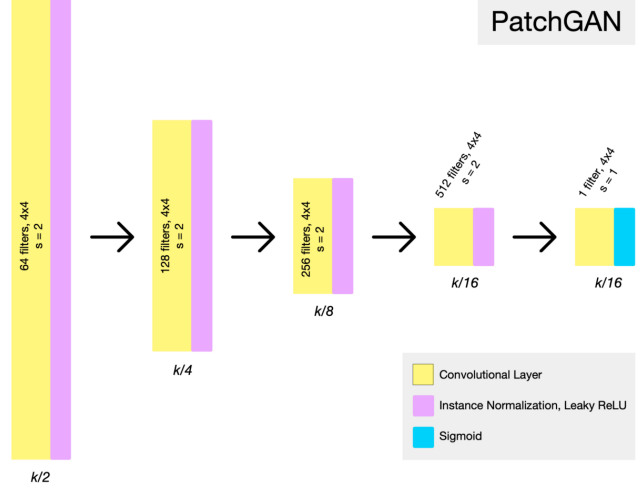 PatchGAN
64 filters, 4x4
s = 2
k/2
128 filters, 4x4
s = 2
k/4
256 filters, 4x4
s = 2
k/8
512 filters, 4x4
s = 2
k/16
1 filter, 4x4
s = 1
k/16
Convolutional Layer
Instance Normalization, Leaky ReLU
Sigmoid